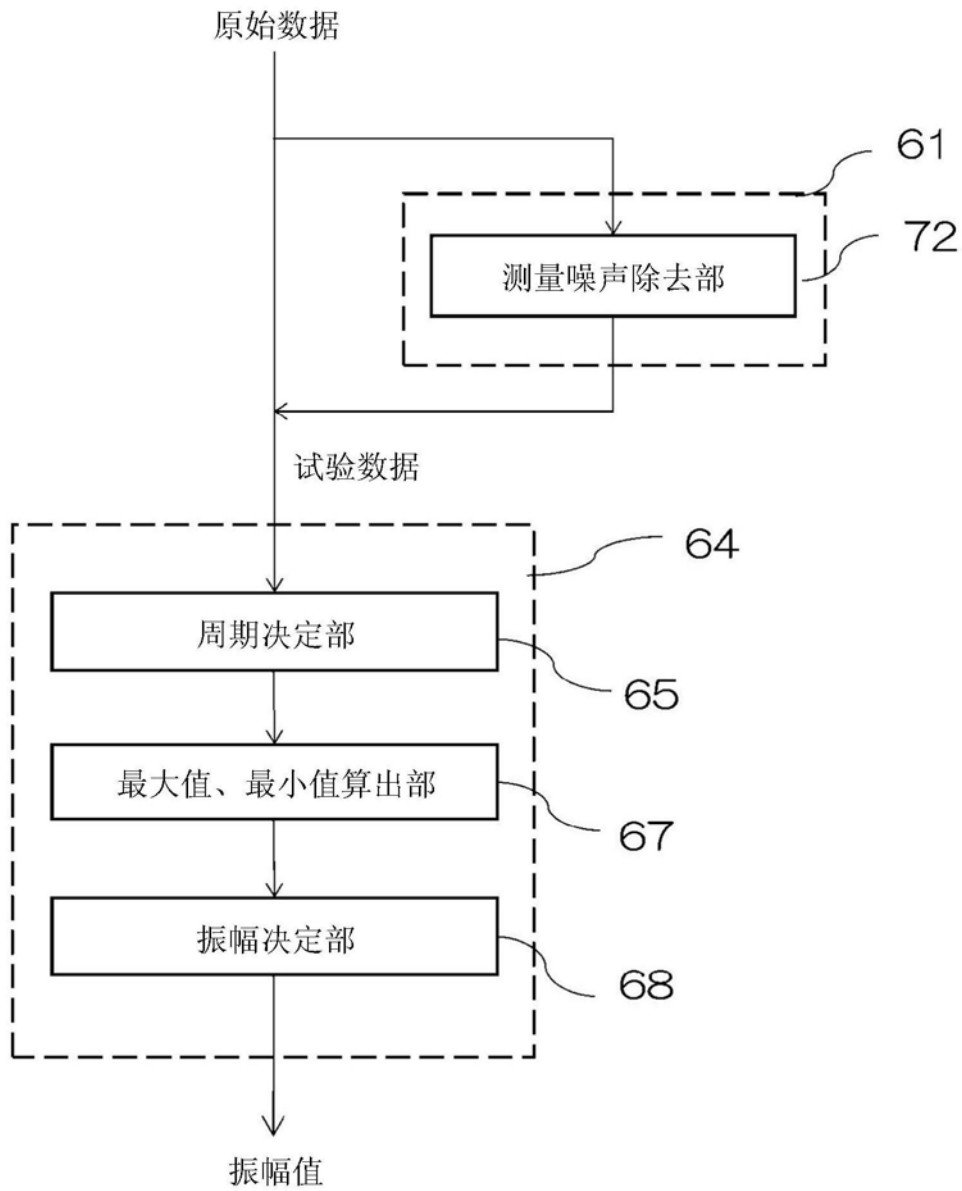 原始数据
61
72
测量噪声除去部
试验数据
64
周期决定部
65
最大值、最小值算出部
67
振幅决定部
68
振幅值